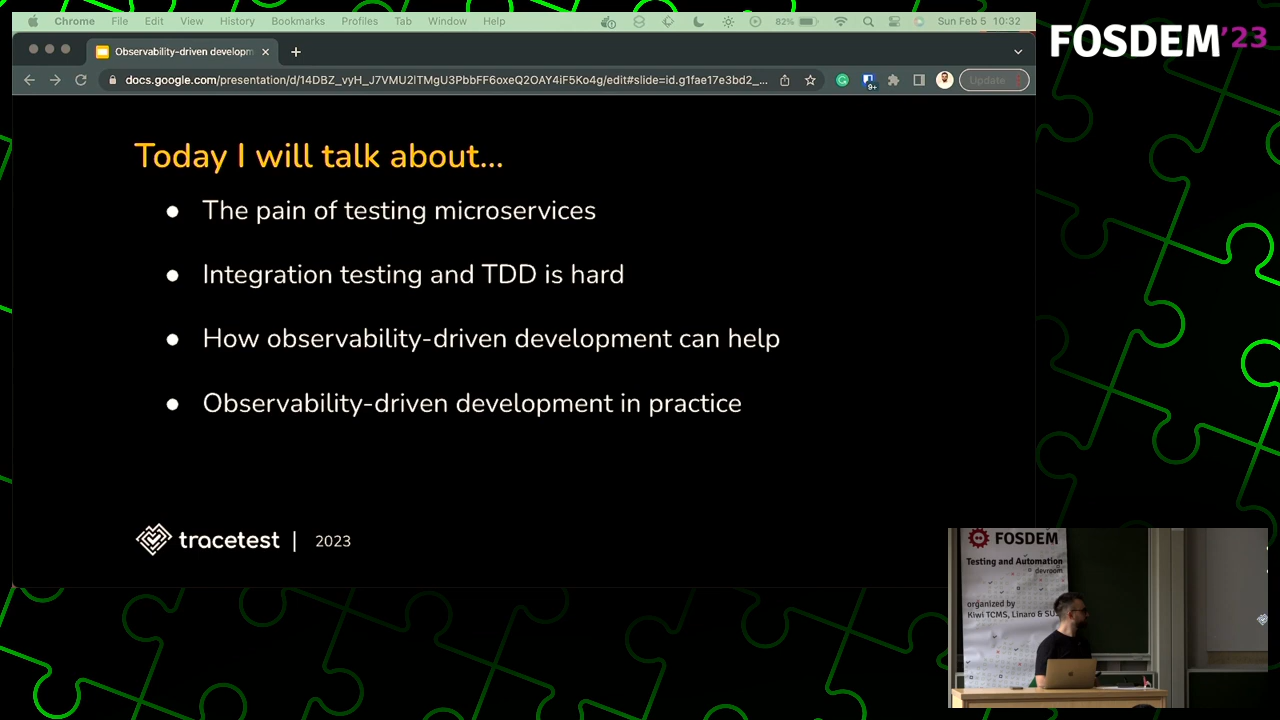 Chrome File Edit View History Bookmarks Profiles Tab Window Help 82% Sun Feb 5 10:32
FOSDEM'23
Observability-driven developm
docs.google.com/presentation/d/14DBZ_vyH_J7VMU2lTMgU3PbbFF6oxeQ2OAY4iF5Ko4g/edit#slide=id.g1fae17e3bd2_...
9+
Update
Today I will talk about...
● The pain of testing microservices
● Integration testing and TDD is hard
● How observability-driven development can help
● Observability-driven development in practice
tracetest | 2023
FOSDEM
Testing and Automation
devroom
organized by
Kiwi TCMS, Linaro & SU